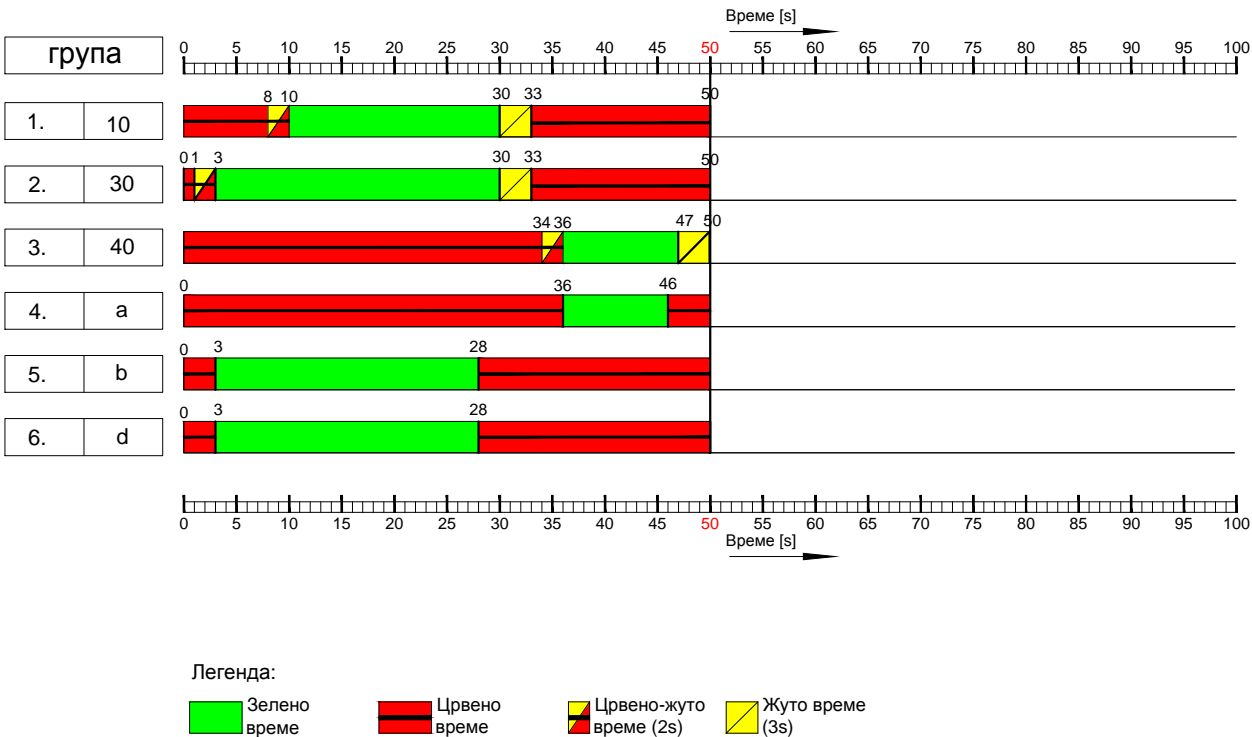 Време [s]
0 5 10 15 20 25 30 35 40 45 50 55 60 65 70 75 80 85 90 95 100
група
8 10 30 33 50
1. 10
0 1 3 30 33 50
2. 30
34 36 47 50
3. 40
0 36 46
4. a
0 3 28
5. b
0 3 28
6. d
0 5 10 15 20 25 30 35 40 45 50 55 60 65 70 75 80 85 90 95 100
Време [s]
Легенда:
Зелено
време
Црвено
време
Црвено-жуто
време (2s)
Жуто време
(3s)